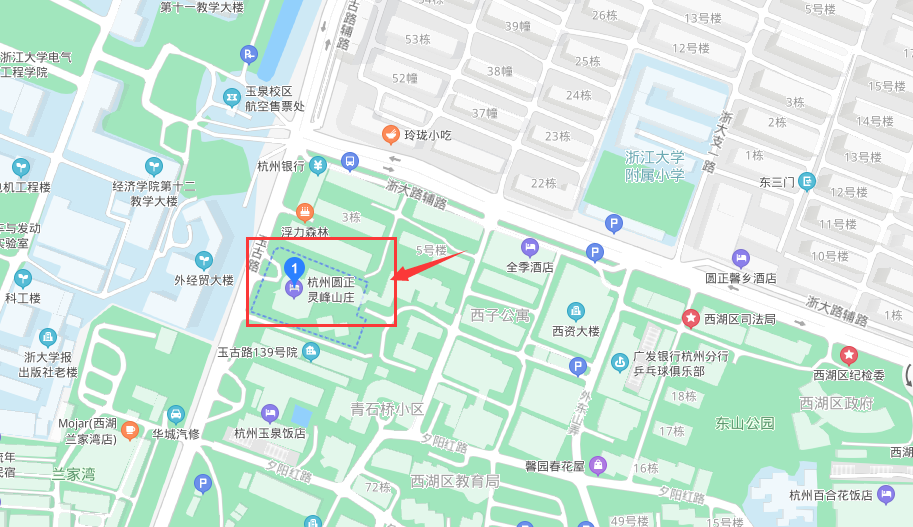 第十一教学大楼
54栋
39幢
26栋
3号楼
5号楼
玉古路辅路
53栋
12号楼
浙江大学电气
工程学院
25栋
11号楼
38幢
52幢
玉泉校区
航空售票处
24栋
3栋
37幢
2栋
14号楼
玲珑小吃
23栋
浙大支一路
浙江大学
附属小学
1栋
13号楼
杭州银行
电机工程楼
经济学院第十二
教学大楼
浙大路辅路
22栋
东三门
12号楼
浮力森林
3栋
11号楼
玉古路
5号楼
全季酒店
10号楼
1
杭州圆正
灵峰山庄
外经贸大楼
圆正馨乡酒店
科工楼
浙大路辅路
西子公寓
西资大楼
西湖区司法局
1栋
浙大学报
出版社老楼
玉古路139号院
广发银行杭州分行
乒乓球俱乐部
西湖区纪检委
18栋
青石桥小区
外东山弄
西湖区政府
Mojar(西湖
兰家湾店)
华城汽修
杭州玉泉饭店
东山公园
17栋
夕阳红路
夕阳红路
兰家湾
馨园春花屋
16栋
西湖区教育局
72栋
夕阳红路
杭州百合花饭店
49号楼
15号楼